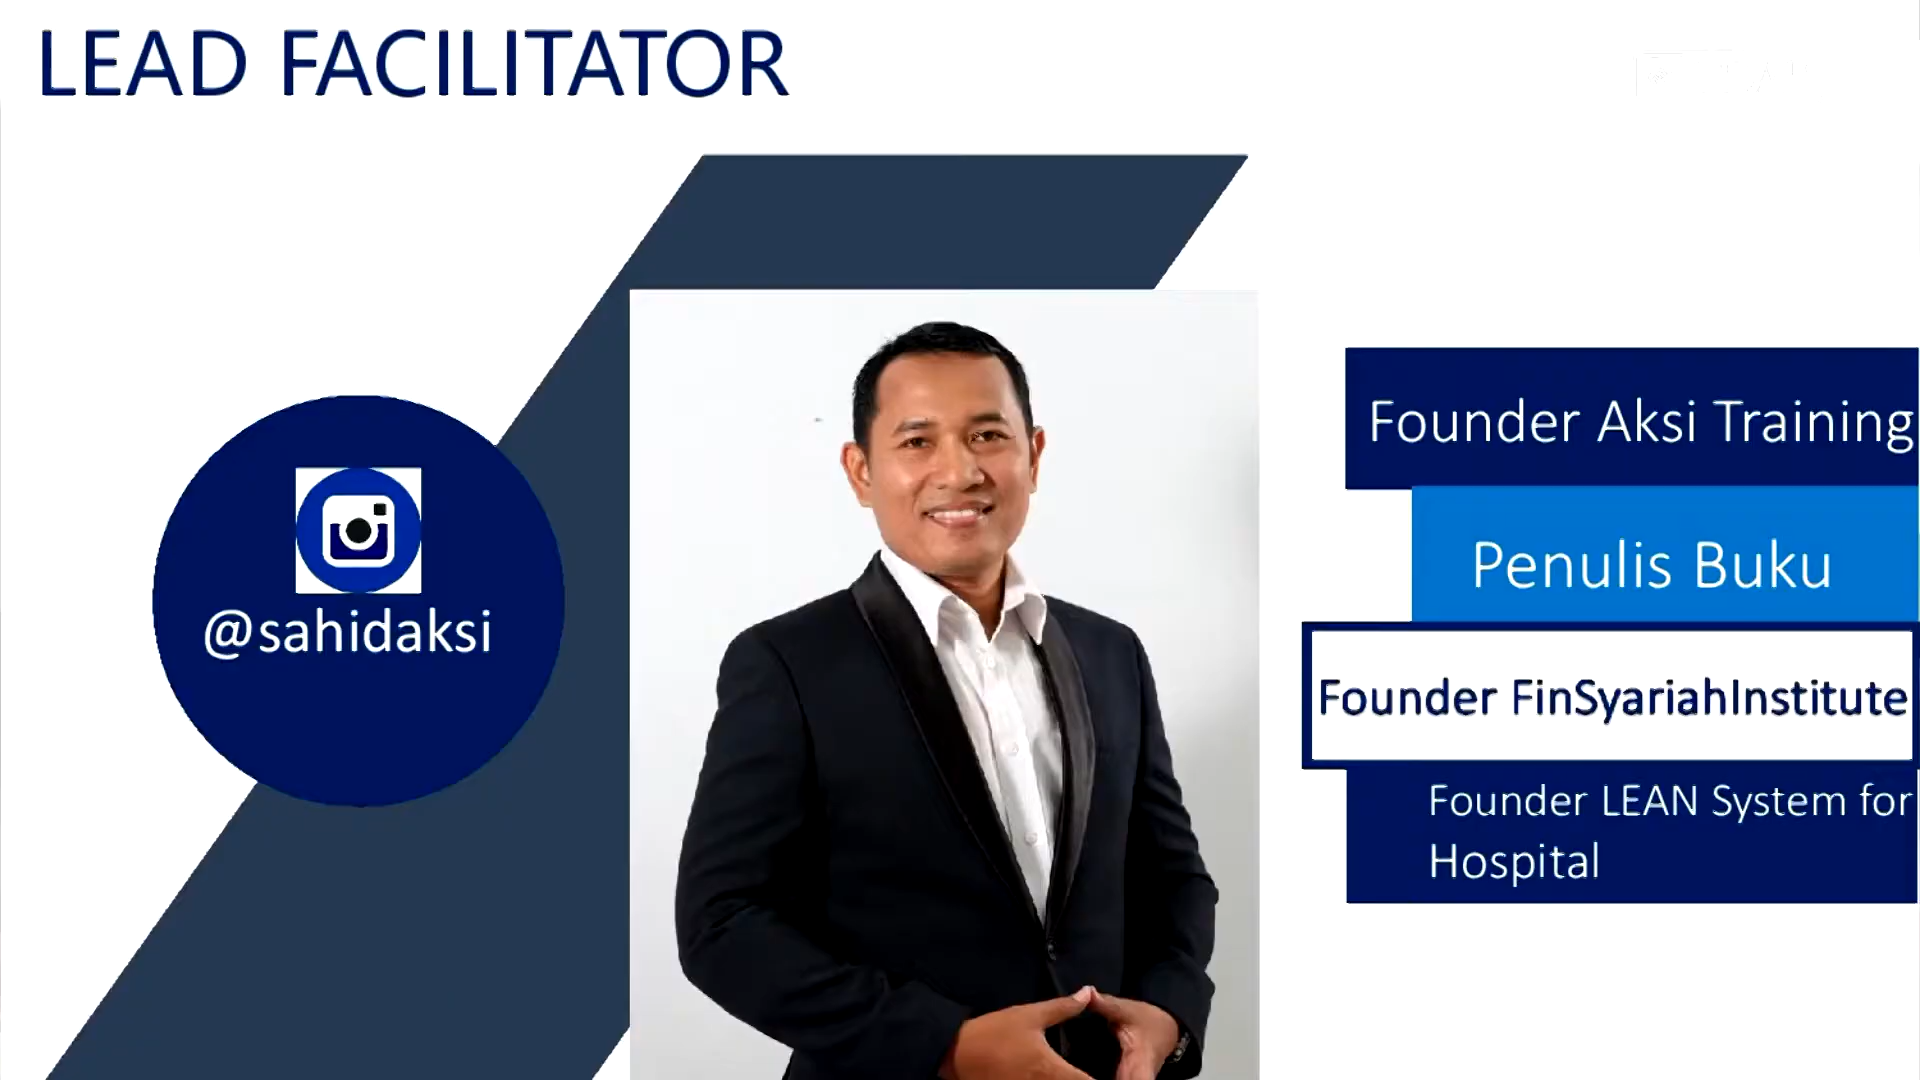 LEAD FACILITATOR
@sahidaksi
Founder Aksi Training
Penulis Buku
Founder FinSyariahInstitute
Founder LEAN System for
Hospital